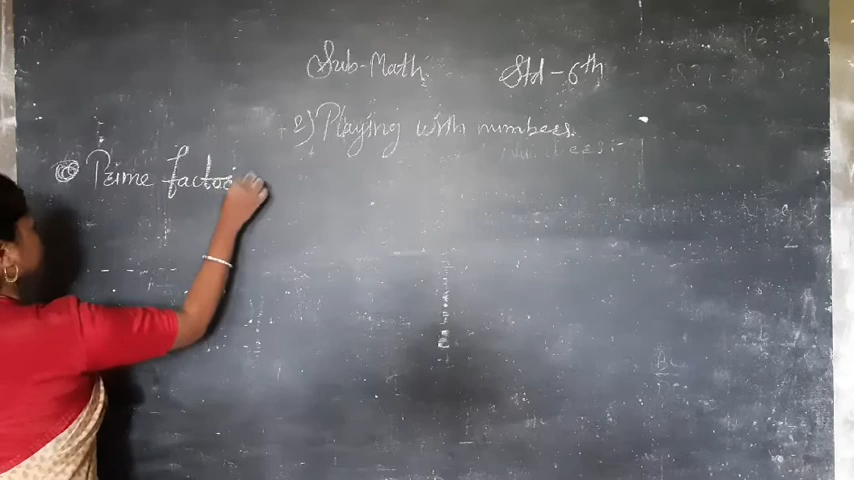 Sub-Math Std-6th
2) Playing with numbers.
Prime factor